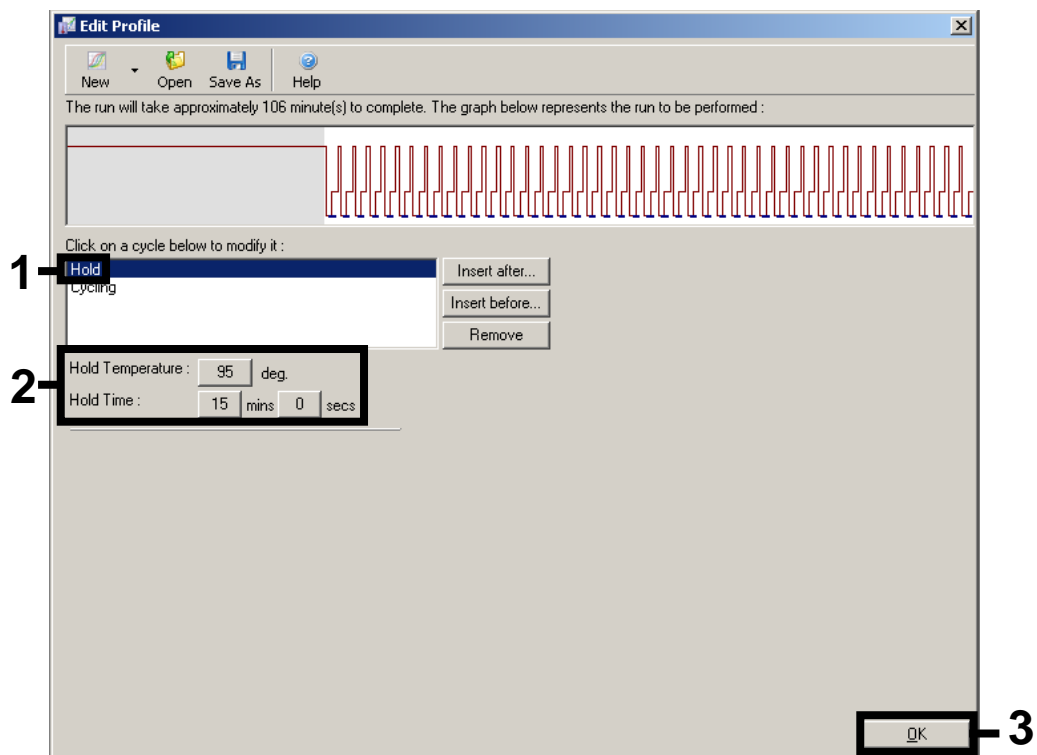 Edit Profile
New Open Save As Help
The run will take approximately 106 minute(s) to complete. The graph below represents the run to be performed :
Click on a cycle below to modify it :
1 Hold Insert after...
Cycling Insert before...
Remove
2 Hold Temperature : 95 deg.
Hold Time : 15 mins 0 secs
OK 3